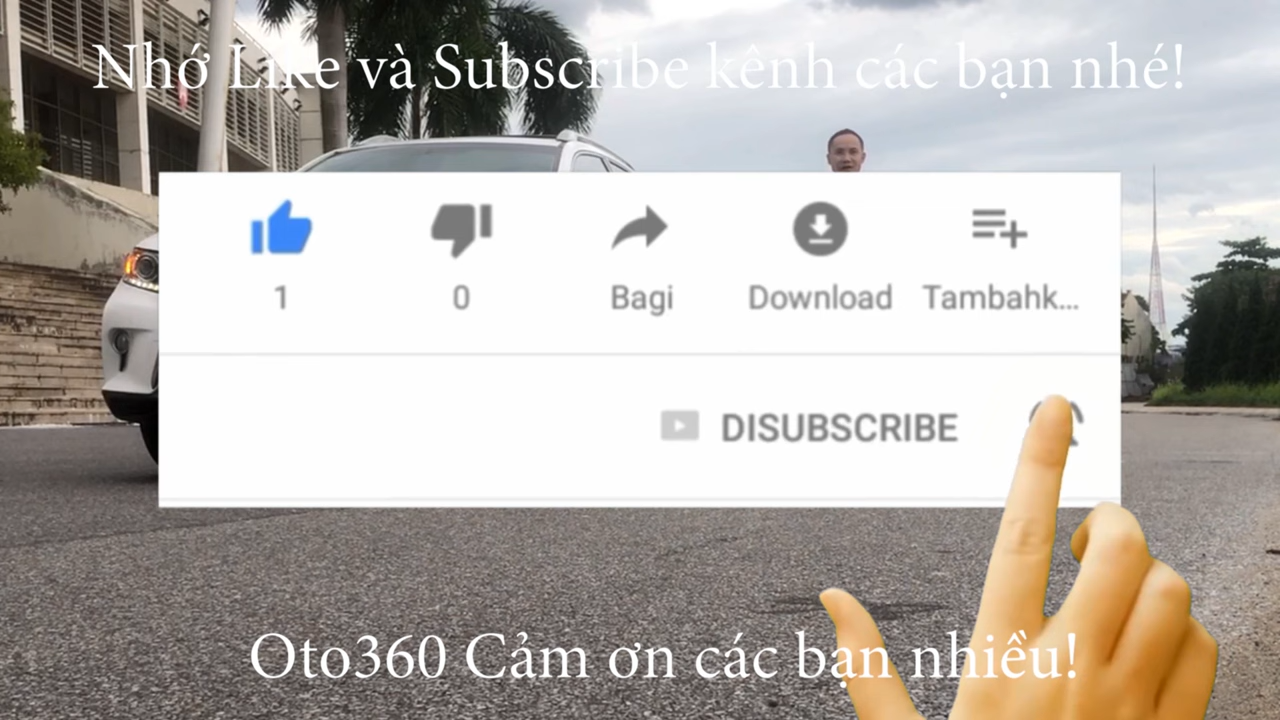 Nhớ Like và Subscribe kênh các bạn nhé!
1 0 Bagi Download Tambahk...
DISUBSCRIBE
Oto360 Cảm ơn các bạn nhiều!